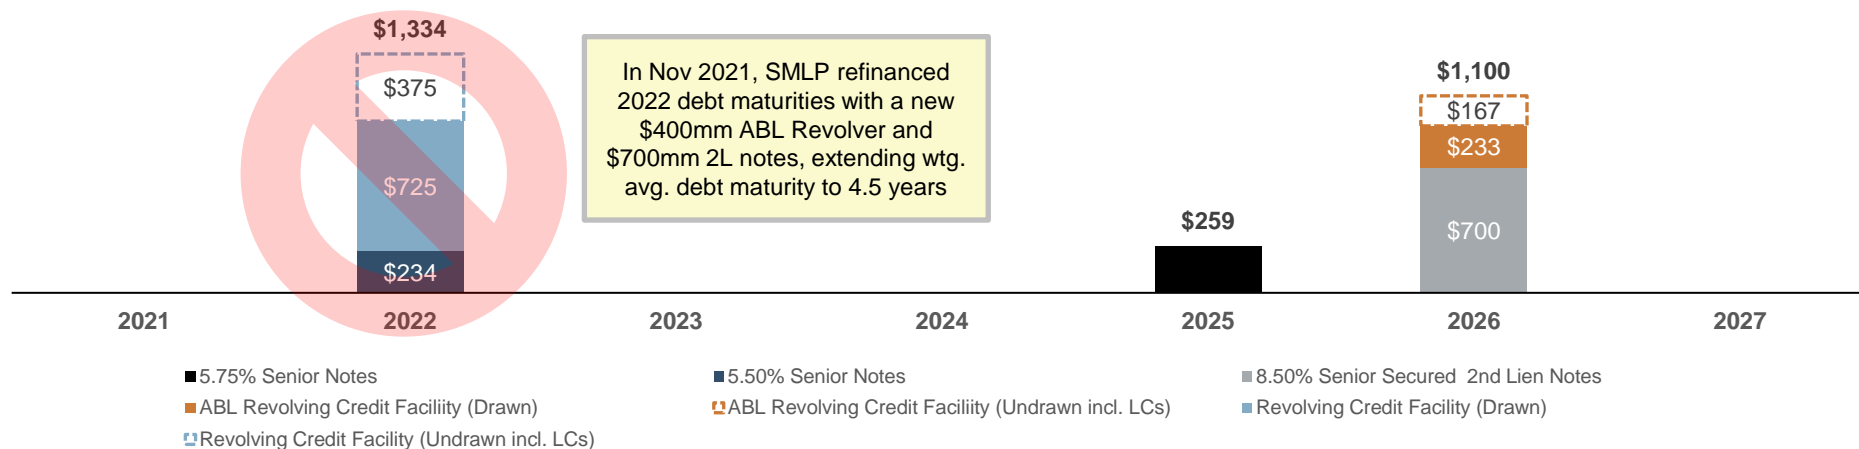 $1,334
$375
$725
$234
In Nov 2021, SMLP refinanced
2022 debt maturities with a new
$400mm ABL Revolver and
$700mm 2L notes, extending wtg.
avg. debt maturity to 4.5 years
$259
$1,100
$167
$233
$700
2021 2022 2023 2024 2025 2026 2027
5.75% Senior Notes
5.50% Senior Notes
8.50% Senior Secured 2nd Lien Notes
ABL Revolving Credit Faciliity (Drawn)
ABL Revolving Credit Faciliity (Undrawn incl. LCs)
Revolving Credit Facility (Drawn)
Revolving Credit Facility (Undrawn incl. LCs)